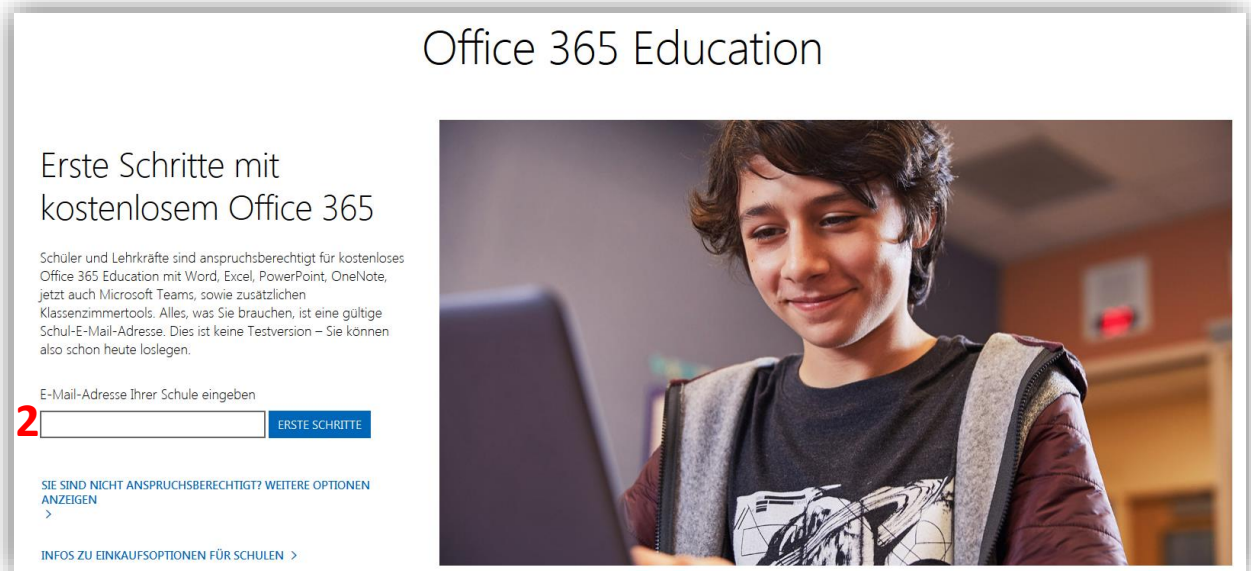 Office 365 Education
Erste Schritte mit
kostenlosem Office 365
Schüler und Lehrkräfte sind anspruchsberechtigt für kostenloses
Office 365 Education mit Word, Excel, PowerPoint, OneNote,
jetzt auch Microsoft Teams, sowie zusätzlichen
Klassenzimmertools. Alles, was Sie brauchen, ist eine gültige
Schul-E-Mail-Adresse. Dies ist keine Testversion – Sie können
also schon heute loslegen.
E-Mail-Adresse Ihrer Schule eingeben
2
ERSTE SCHRITTE
SIE SIND NICHT ANSPRUCHSBERECHTIGT? WEITERE OPTIONEN
ANZEIGEN
>
INFOS ZU EINKAUFSOPTIONEN FÜR SCHULEN >